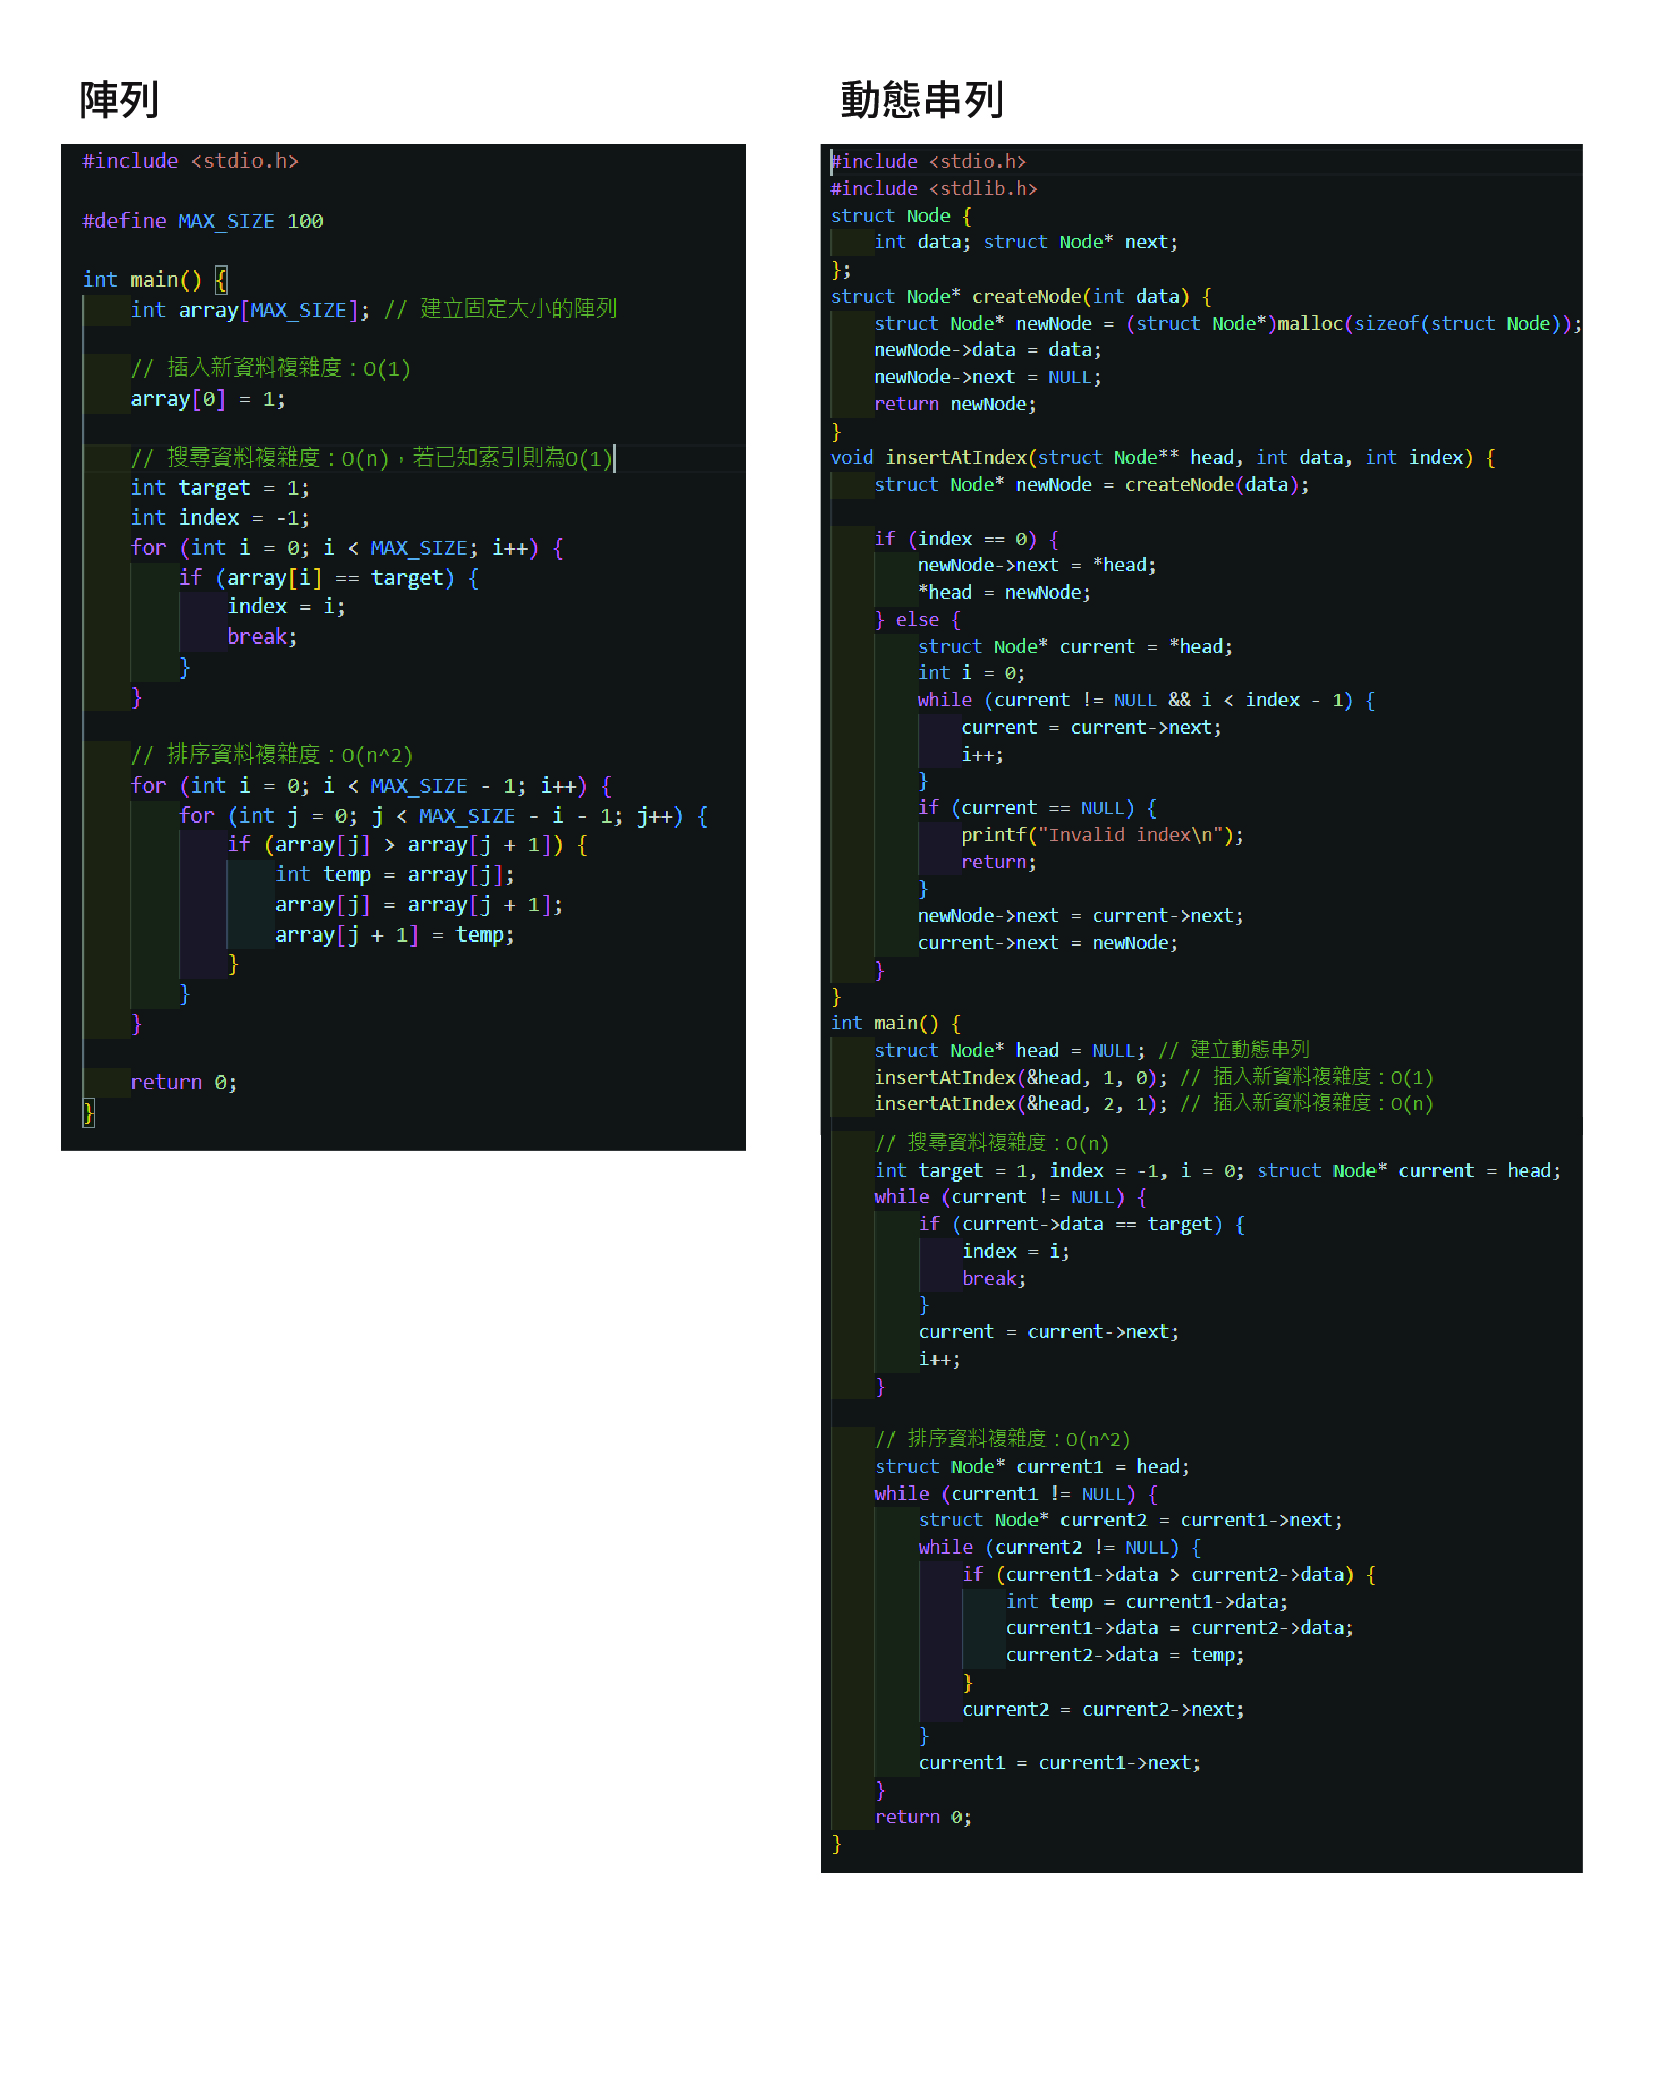 陣列
#include <stdio.h>
#define MAX_SIZE 100
int main() {
    int array[MAX_SIZE]; // 建立固定大小的陣列
    // 插入新資料複雜度：O(1)
    array[0] = 1;
    // 搜尋資料複雜度：O(n)，若已知索引則為O(1)
    int target = 1;
    int index = -1;
    for (int i = 0; i < MAX_SIZE; i++) {
        if (array[i] == target) {
            index = i;
            break;
        }
    }
    // 排序資料複雜度：O(n^2)
    for (int i = 0; i < MAX_SIZE - 1; i++) {
        for (int j = 0; j < MAX_SIZE - i - 1; j++) {
            if (array[j] > array[j + 1]) {
                int temp = array[j];
                array[j] = array[j + 1];
                array[j + 1] = temp;
            }
        }
    }
    return 0;
}
動態串列
#include <stdio.h>
#include <stdlib.h>
struct Node {
    int data; struct Node* next;
};
struct Node* createNode(int data) {
    struct Node* newNode = (struct Node*)malloc(sizeof(struct Node));
    newNode->data = data;
    newNode->next = NULL;
    return newNode;
}
void insertAtIndex(struct Node** head, int data, int index) {
    struct Node* newNode = createNode(data);
    if (index == 0) {
        newNode->next = *head;
        *head = newNode;
    } else {
        struct Node* current = *head;
        int i = 0;
        while (current != NULL && i < index - 1) {
            current = current->next;
            i++;
        }
        if (current == NULL) {
            printf("Invalid index\n");
            return;
        }
        newNode->next = current->next;
        current->next = newNode;
    }
}
int main() {
    struct Node* head = NULL; // 建立動態串列
    insertAtIndex(&head, 1, 0); // 插入新資料複雜度：O(1)
    insertAtIndex(&head, 2, 1); // 插入新資料複雜度：O(n)
    // 搜尋資料複雜度：O(n)
    int target = 1, index = -1, i = 0; struct Node* current = head;
    while (current != NULL) {
        if (current->data == target) {
            index = i;
            break;
        }
        current = current->next;
        i++;
    }
    // 排序資料複雜度：O(n^2)
    struct Node* current1 = head;
    while (current1 != NULL) {
        struct Node* current2 = current1->next;
        while (current2 != NULL) {
            if (current1->data > current2->data) {
                int temp = current1->data;
                current1->data = current2->data;
                current2->data = temp;
            }
            current2 = current2->next;
        }
        current1 = current1->next;
    }
    return 0;
}